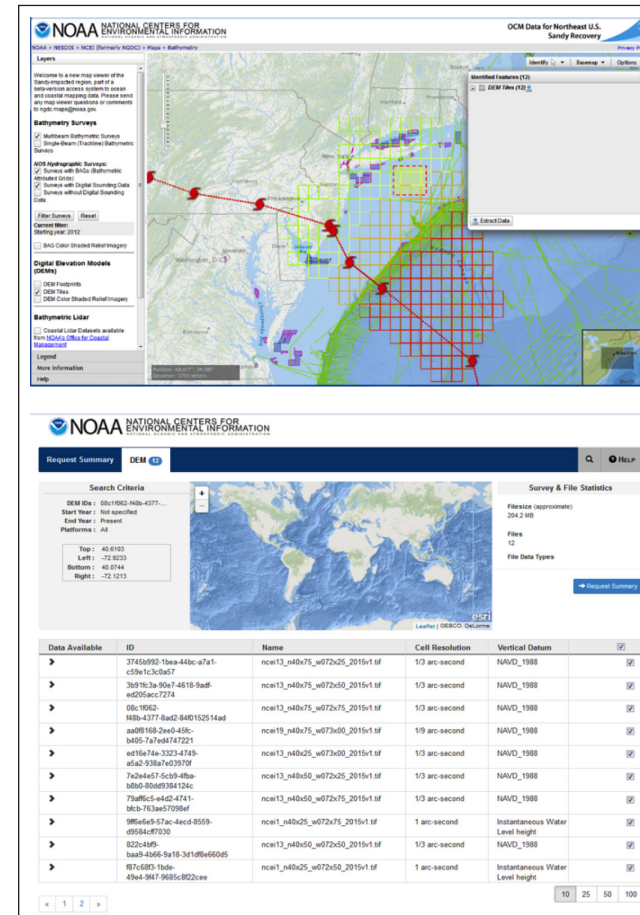 NOAA NATIONAL CENTERS FOR
ENVIRONMENTAL INFORMATION
OCM Data for Northeast U.S.
Sandy Recovery
NOAA > NESDIS > NCEI (formerly NGDC) > Maps > Bathymetry
Layers
Identify
Basemap
Options
Welcome to a new map viewer of the
Sandy-impacted region, part of a
beta-version access system to ocean
and coastal mapping data. Please send
any map viewer questions or comments
to ngdc.maps@noaa.gov.
Bathymetry Surveys
Multibeam Bathymetric Surveys
Single-Beam (Trackline) Bathymetric
Surveys
NOS Hydrographic Surveys:
Surveys with BAGs (Bathymetric
Attributed Grids)
Surveys with Digital Sounding Data
Surveys without Digital Sounding
Data
Filter Surveys Reset
Current filter:
Starting year: 2012
BAG Color Shaded Relief Imagery
Digital Elevation Models
(DEMs)
DEM Footprints
DEM Tiles
DEM Color Shaded Relief Imagery
Bathymetric Lidar
Coastal Lidar Datasets available
from NOAA's Office for Coastal
Management
Legend
More Information
Help
Identified Features (12)
DEM Tiles (12)
Extract Data
NOAA NATIONAL CENTERS FOR
ENVIRONMENTAL INFORMATION
NATIONAL OCEANIC AND ATMOSPHERIC ADMINISTRATION
Request Summary DEM 12 HELP
Search Criteria
DEM IDs : 08c1f062-f48b-4377-...
Start Year : Not specified
End Year : Present
Platforms : All
Top : 40.6103
Left : -72.9233
Bottom : 40.0744
Right : -72.1213
+
-
esri
Leaflet | GEBCO, DeLorme
Survey & File Statistics
Filesize (approximate)
204.2 MB
Files
12
File Data Types
Request Summary
Data Available ID Name Cell Resolution Vertical Datum
3745b992-1bea-44bc-a7a1-
c59e1c3c0a57 ncei13_n40x75_w072x25_2015v1.tif 1/3 arc-second NAVD_1988
3b91fc3a-90e7-4618-9adf-
ed205acc7274 ncei13_n40x75_w072x50_2015v1.tif 1/3 arc-second NAVD_1988
08c1f062-
f48b-4377-8ad2-84f0152514ad ncei13_n40x75_w072x75_2015v1.tif 1/3 arc-second NAVD_1988
aa0f8168-2ee0-45fc-
b405-7a7ed4747221 ncei19_n40x75_w073x00_2015v1.tif 1/9 arc-second NAVD_1988
ed16e74e-3323-4749-
a5a2-938a7e03970f ncei13_n40x25_w073x00_2015v1.tif 1/3 arc-second NAVD_1988
7e2e4e57-5cb9-4fba-
b8b0-80dd9384124c ncei13_n40x50_w072x25_2015v1.tif 1/3 arc-second NAVD_1988
79aff6c5-e4d2-4741-
bfcb-763ae57098ef ncei13_n40x50_w072x75_2015v1.tif 1/3 arc-second NAVD_1988
9ff6e5e9-57ac-4ecd-8559-
d9584cff7030 ncei1_n40x25_w072x75_2015v1.tif 1 arc-second Instantaneous Water
Level height
822c4bf9-
baa9-4b66-9a18-3d1df8e660d5 ncei13_n40x50_w072x50_2015v1.tif 1/3 arc-second NAVD_1988
f87c68f3-1bde-
49e4-9f47-9685c8f22cee ncei1_n40x25_w072x50_2015v1.tif 1 arc-second Instantaneous Water
Level height
« 1 2 »
10 25 50 100